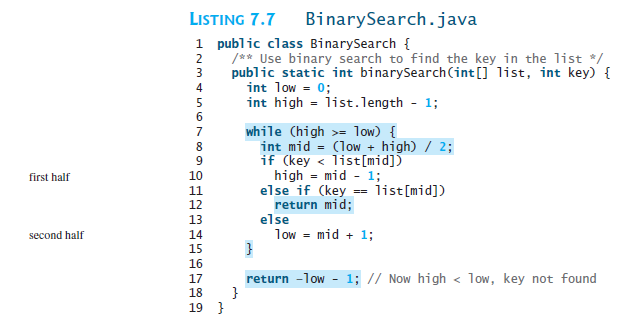 LISTING 7.7 BinarySearch.java
1 public class BinarySearch {
2 /** Use binary search to find the key in the list */
3 public static int binarySearch(int[] list, int key) {
4 int low = 0;
5 int high = list.length - 1;
6
7 while (high >= low) {
8 int mid = (low + high) / 2;
9 if (key < list[mid])
first half 10 high = mid - 1;
11 else if (key == list[mid])
12 return mid;
13 else
second half 14 low = mid + 1;
15 }
16
17 return -low - 1; // Now high < low, key not found
18 }
19 }